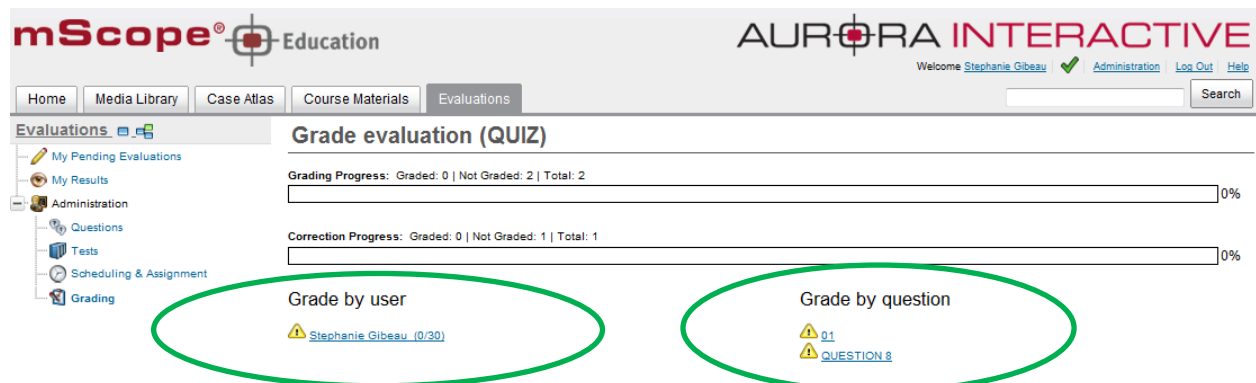 mScope® Education
AURORA INTERACTIVE
Welcome Stephanie Gibeau | Administration | Log Out | Help
Home Media Library Case Atlas Course Materials Evaluations Search
Evaluations
My Pending Evaluations
My Results
Administration
Questions
Tests
Scheduling & Assignment
Grading
Grade evaluation (QUIZ)
Grading Progress: Graded: 0 | Not Graded: 2 | Total: 2
0%
Correction Progress: Graded: 0 | Not Graded: 1 | Total: 1
0%
Grade by user
Stephanie Gibeau (0/30)
Grade by question
01
QUESTION 8